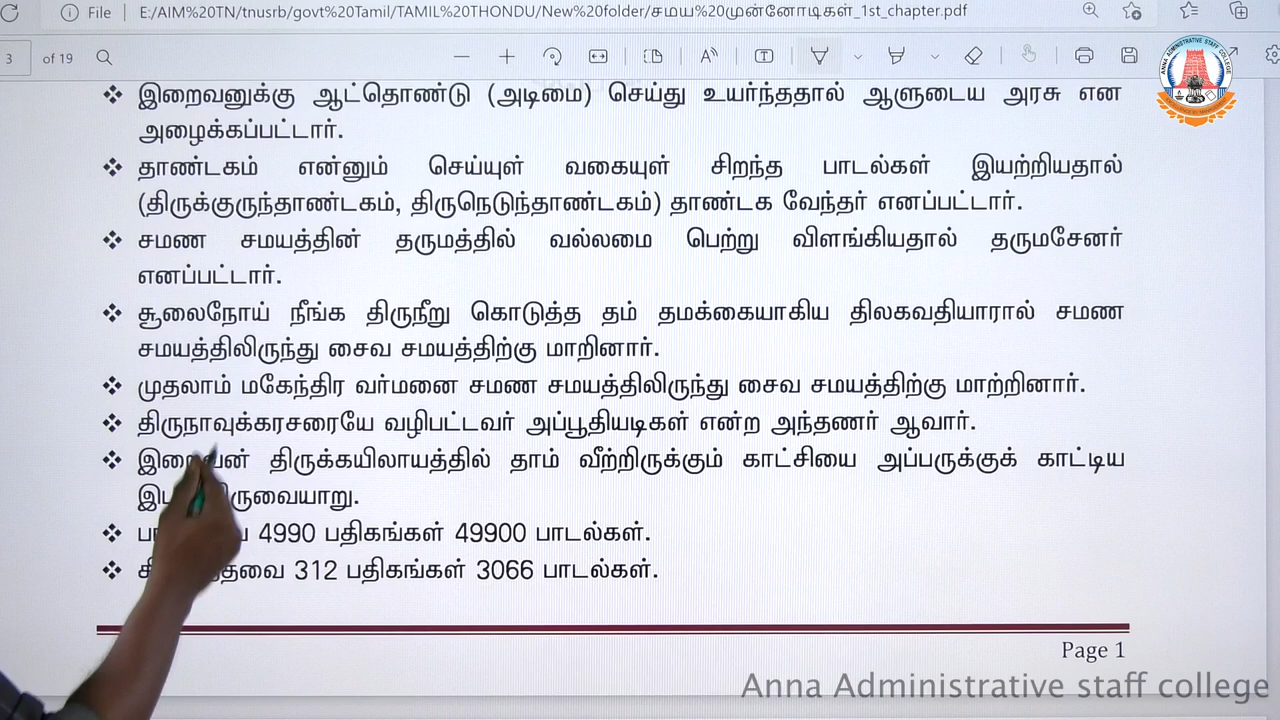 File E:/AIM%20TN/tnusrb/govt%20Tamil/TAMIL%20THONDU/New%20folder/சமய%20முன்னோடிகள்_1st_chapter.pdf
3 of 19
ANNA ADMINISTRATIVE STAFF COLLEGE
இறைவனுக்கு ஆட்தொண்டு (அடிமை) செய்து உயர்ந்ததால் ஆளுடைய அரசு என
அழைக்கப்பட்டார்.
தாண்டகம் என்னும் செய்யுள் வகையுள் சிறந்த பாடல்கள் இயற்றியதால்
(திருக்குருந்தாண்டகம், திருநெடுந்தாண்டகம்) தாண்டக வேந்தர் எனப்பட்டார்.
சமண சமயத்தின் தருமத்தில் வல்லமை பெற்று விளங்கியதால் தருமசேனர்
எனப்பட்டார்.
சூலைநோய் நீங்க திருநீறு கொடுத்த தம் தமக்கையாகிய திலகவதியாரால் சமண
சமயத்திலிருந்து சைவ சமயத்திற்கு மாறினார்.
முதலாம் மகேந்திர வர்மனை சமண சமயத்திலிருந்து சைவ சமயத்திற்கு மாற்றினார்.
திருநாவுக்கரசரையே வழிபட்டவர் அப்பூதியடிகள் என்ற அந்தணர் ஆவார்.
திருக்கயிலாயத்தில் தாம் வீற்றிருக்கும் காட்சியை அப்பருக்குக் காட்டிய
4990 பதிகங்கள் 49900 பாடல்கள்.
312 பதிகங்கள் 3066 பாடல்கள்.
Page 1
Anna Administrative staff college